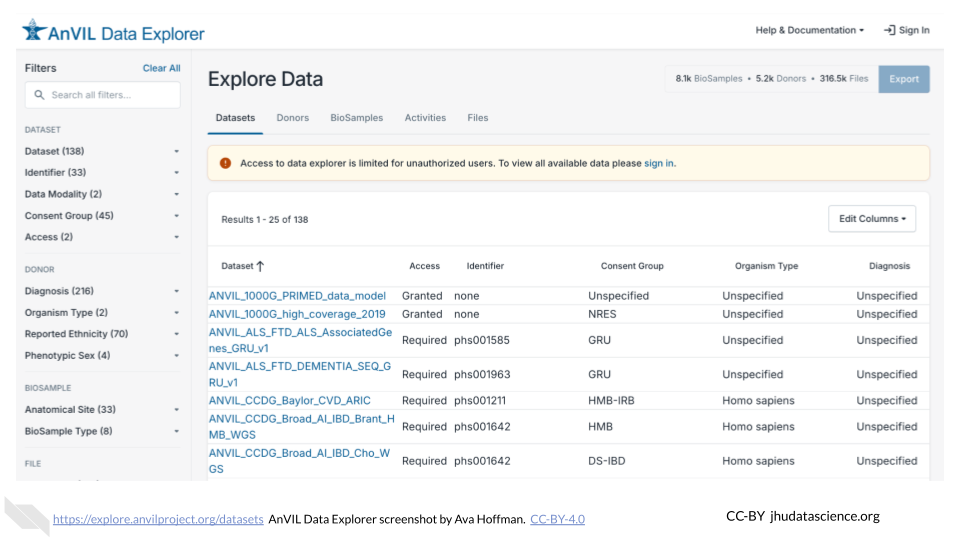 AnVIL Data Explorer
Help & Documentation
Sign In
Filters
Clear All
Search all filters...
DATASET
Dataset (138)
Identifier (33)
Data Modality (2)
Consent Group (45)
Access (2)
DONOR
Diagnosis (216)
Organism Type (2)
Reported Ethnicity (70)
Phenotypic Sex (4)
BIOSAMPLE
Anatomical Site (33)
BioSample Type (8)
FILE
Explore Data
8.1k BioSamples • 5.2k Donors • 316.5k Files
Export
Datasets Donors BioSamples Activities Files
Access to data explorer is limited for unauthorized users. To view all available data please sign in.
Results 1 - 25 of 138
Edit Columns
Dataset ↑ Access Identifier Consent Group Organism Type Diagnosis
ANVIL_1000G_PRIMED_data_model Granted none Unspecified Unspecified Unspecified
ANVIL_1000G_high_coverage_2019 Granted none NRES Unspecified Unspecified
ANVIL_ALS_FTD_ALS_AssociatedGe
nes_GRU_v1 Required phs001585 GRU Unspecified Unspecified
ANVIL_ALS_FTD_DEMENTIA_SEQ_G
RU_v1 Required phs001963 GRU Unspecified Unspecified
ANVIL_CCDG_Baylor_CVD_ARIC Required phs001211 HMB-IRB Homo sapiens Unspecified
ANVIL_CCDG_Broad_AI_IBD_Brant_H
MB_WGS Required phs001642 HMB Homo sapiens Unspecified
ANVIL_CCDG_Broad_AI_IBD_Cho_W
GS Required phs001642 DS-IBD Homo sapiens Unspecified
https://explore.anvilproject.org/datasets AnVIL Data Explorer screenshot by Ava Hoffman. CC-BY-4.0
CC-BY jhudatascience.org